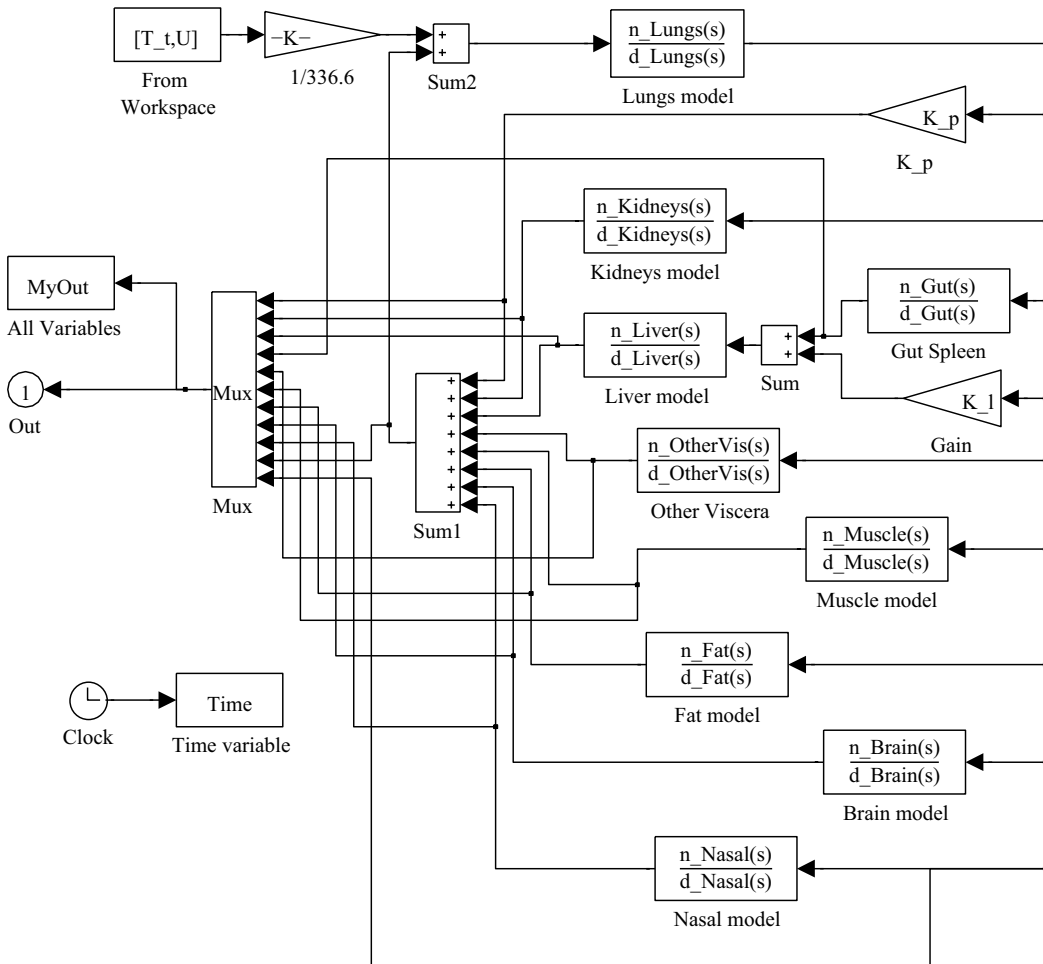 [T_t,U]
From
Workspace
−K−
1/336.6
+
+
Sum2
n_Lungs(s)
d_Lungs(s)
Lungs model
K_p
K_p
n_Kidneys(s)
d_Kidneys(s)
Kidneys model
MyOut
All Variables
n_Gut(s)
d_Gut(s)
Gut Spleen
n_Liver(s)
d_Liver(s)
Liver model
+
+
Sum
1
Out
Mux
Mux
+
+
+
+
+
+
+
+
Sum1
K_l
Gain
n_OtherVis(s)
d_OtherVis(s)
Other Viscera
n_Muscle(s)
d_Muscle(s)
Muscle model
n_Fat(s)
d_Fat(s)
Fat model
Clock
Time
Time variable
n_Brain(s)
d_Brain(s)
Brain model
n_Nasal(s)
d_Nasal(s)
Nasal model